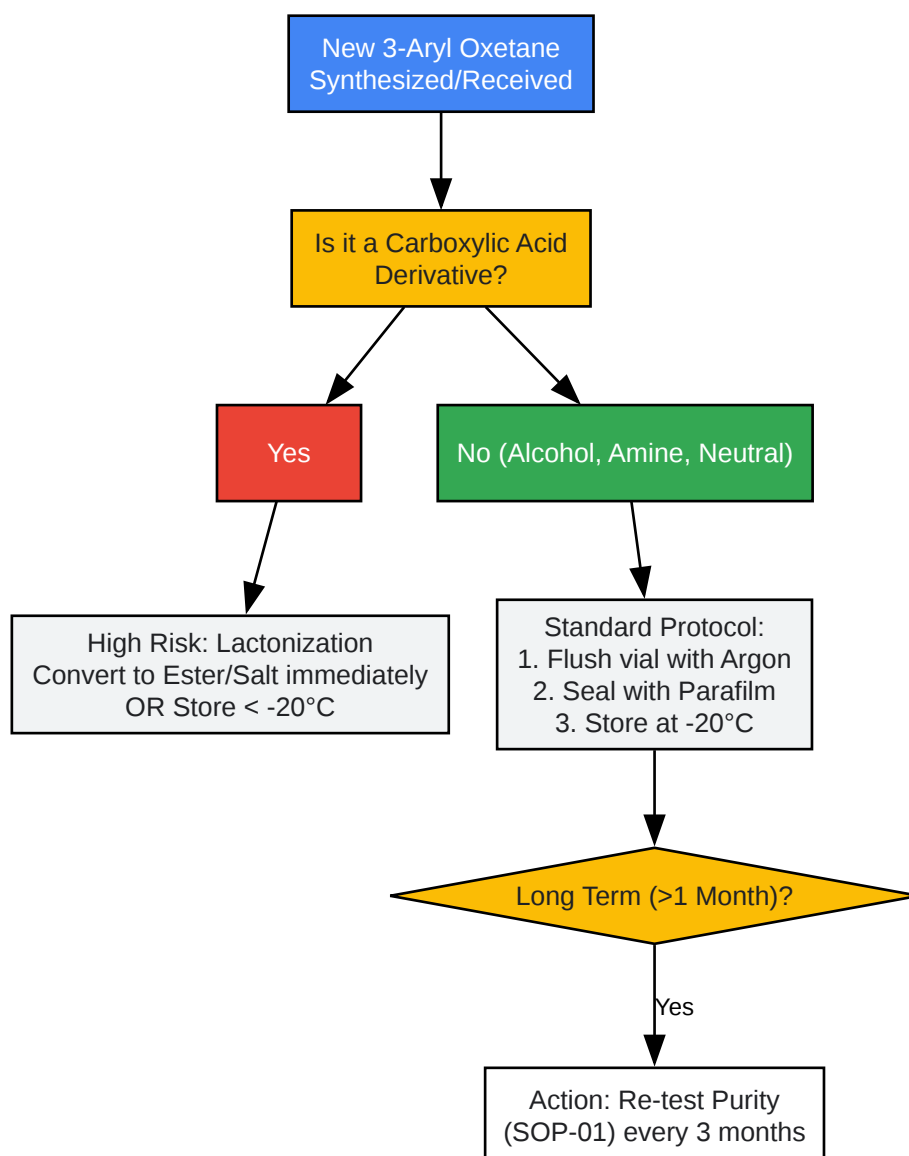 New 3-Aryl Oxetane
Synthesized/Received
Is it a Carboxylic Acid
Derivative?
Yes
No (Alcohol, Amine, Neutral)
High Risk: Lactonization
Convert to Ester/Salt immediately
OR Store < -20°C
Standard Protocol:
1. Flush vial with Argon
2. Seal with Parafilm
3. Store at -20°C
Long Term (>1 Month)?
Yes
Action: Re-test Purity
(SOP-01) every 3 months